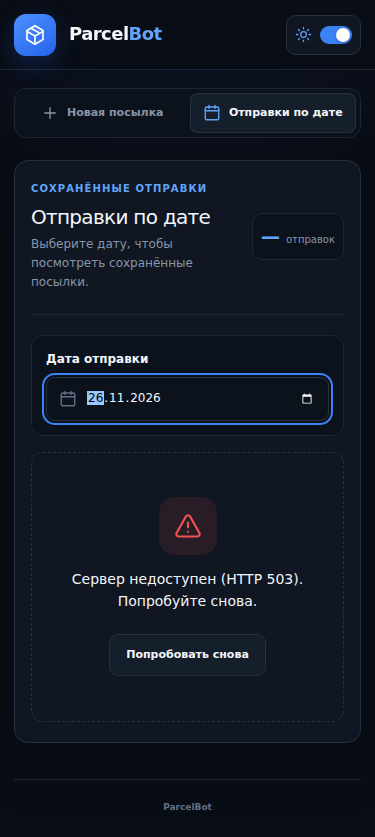 ParcelBot
Новая посылка
Отправки по дате
СОХРАНЁННЫЕ ОТПРАВКИ
Отправки по дате
Выберите дату, чтобы
посмотреть сохранённые
посылки.
— отправок
Дата отправки
26.11.2026
Сервер недоступен (HTTP 503).
Попробуйте снова.
Попробовать снова
ParcelBot